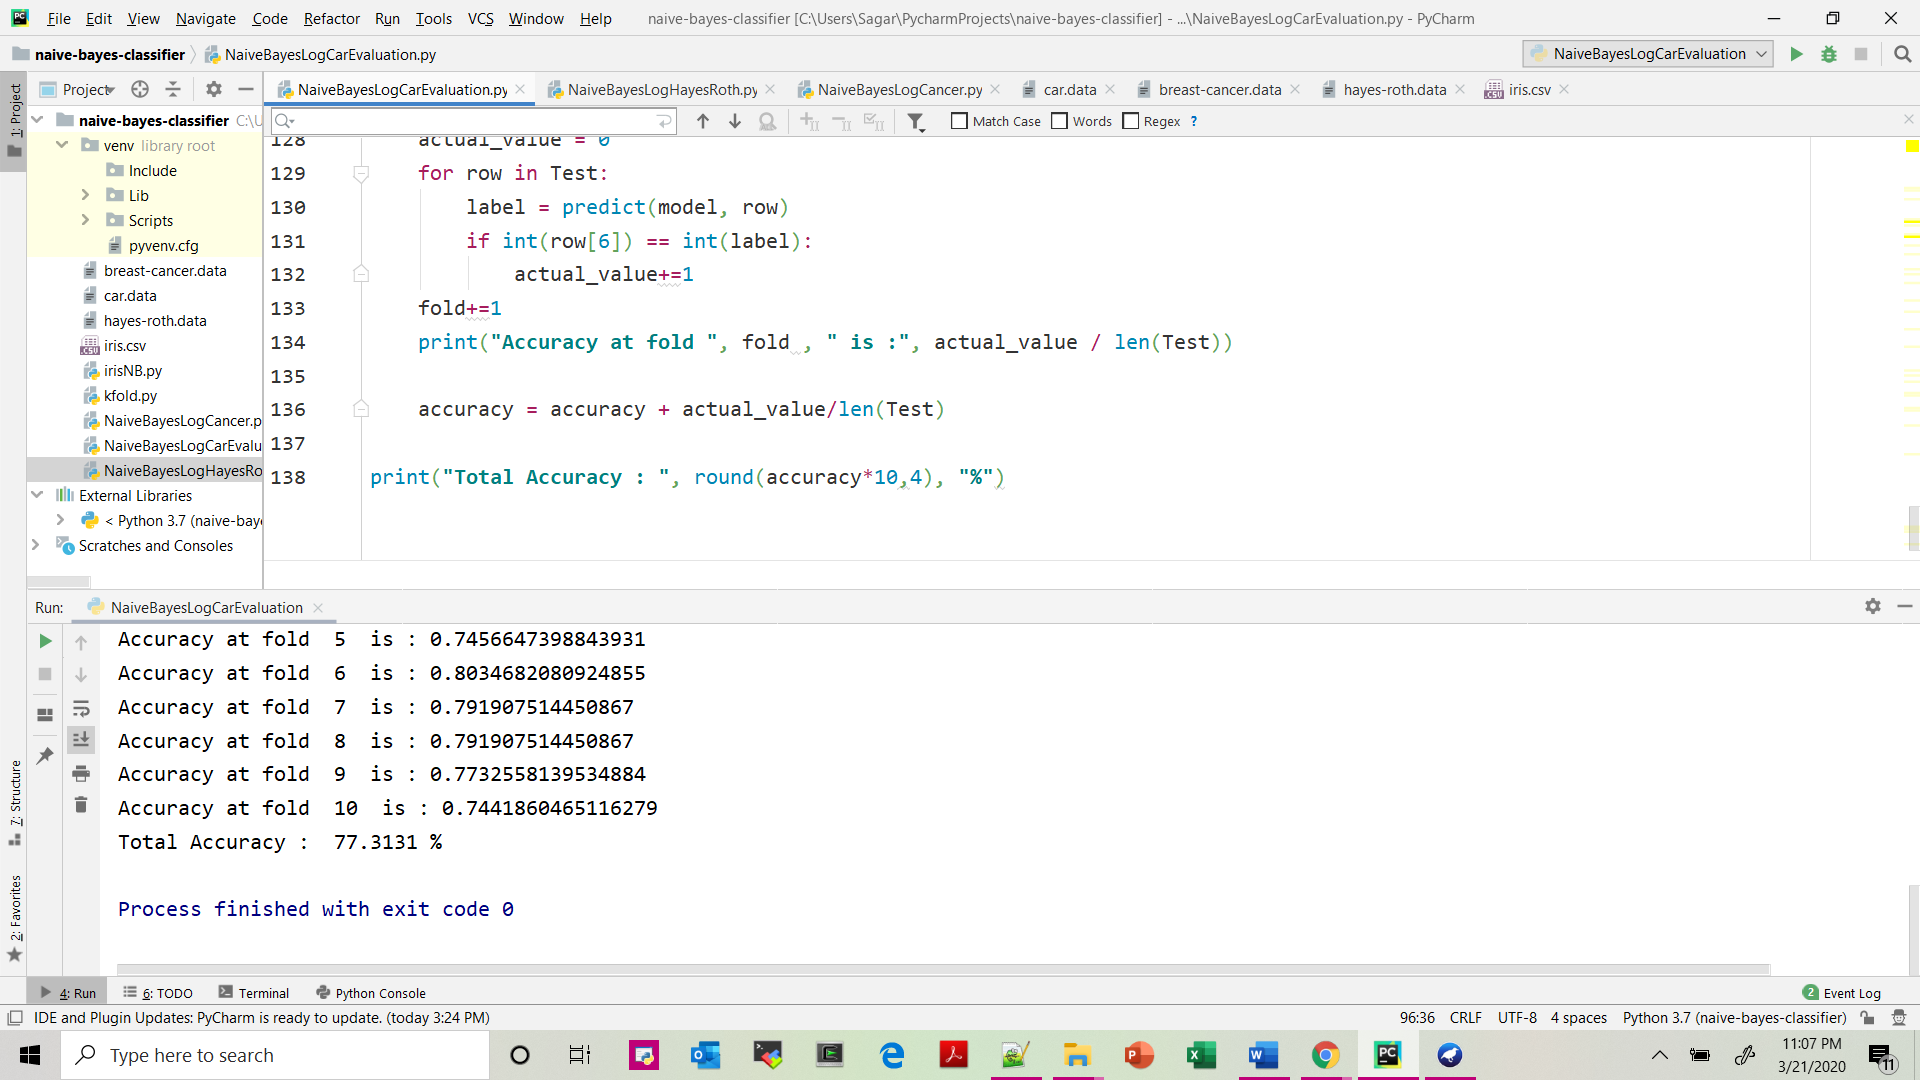 File Edit View Navigate Code Refactor Run Tools VCS Window Help naive-bayes-classifier [C:\Users\Sagar\PycharmProjects\naive-bayes-classifier] - ...\NaiveBayesLogCarEvaluation.py - PyCharm
naive-bayes-classifier NaiveBayesLogCarEvaluation.py NaiveBayesLogCarEvaluation
1: Project
Project
NaiveBayesLogCarEvaluation.py NaiveBayesLogHayesRoth.py NaiveBayesLogCancer.py car.data breast-cancer.data hayes-roth.data iris.csv
Match Case Words Regex ?
naive-bayes-classifier C:\U
venv library root
Include
Lib
Scripts
pyvenv.cfg
breast-cancer.data
car.data
hayes-roth.data
iris.csv
irisNB.py
kfold.py
NaiveBayesLogCancer.p
NaiveBayesLogCarEvalu
NaiveBayesLogHayesRo
External Libraries
< Python 3.7 (naive-baye
Scratches and Consoles
128 actual_value = 0
129 for row in Test:
130 label = predict(model, row)
131 if int(row[6]) == int(label):
132 actual_value+=1
133 fold+=1
134 print("Accuracy at fold ", fold , " is :", actual_value / len(Test))
135
136 accuracy = accuracy + actual_value/len(Test)
137
138 print("Total Accuracy : ", round(accuracy*10,4), "%")
Run: NaiveBayesLogCarEvaluation
Accuracy at fold  5  is : 0.7456647398843931
Accuracy at fold  6  is : 0.8034682080924855
Accuracy at fold  7  is : 0.791907514450867
Accuracy at fold  8  is : 0.791907514450867
Accuracy at fold  9  is : 0.7732558139534884
Accuracy at fold  10  is : 0.7441860465116279
Total Accuracy :  77.3131 %
Process finished with exit code 0
7: Structure
2: Favorites
4: Run 6: TODO Terminal Python Console 2 Event Log
IDE and Plugin Updates: PyCharm is ready to update. (today 3:24 PM) 96:36 CRLF UTF-8 4 spaces Python 3.7 (naive-bayes-classifier)
Type here to search
11:07 PM
3/21/2020
11